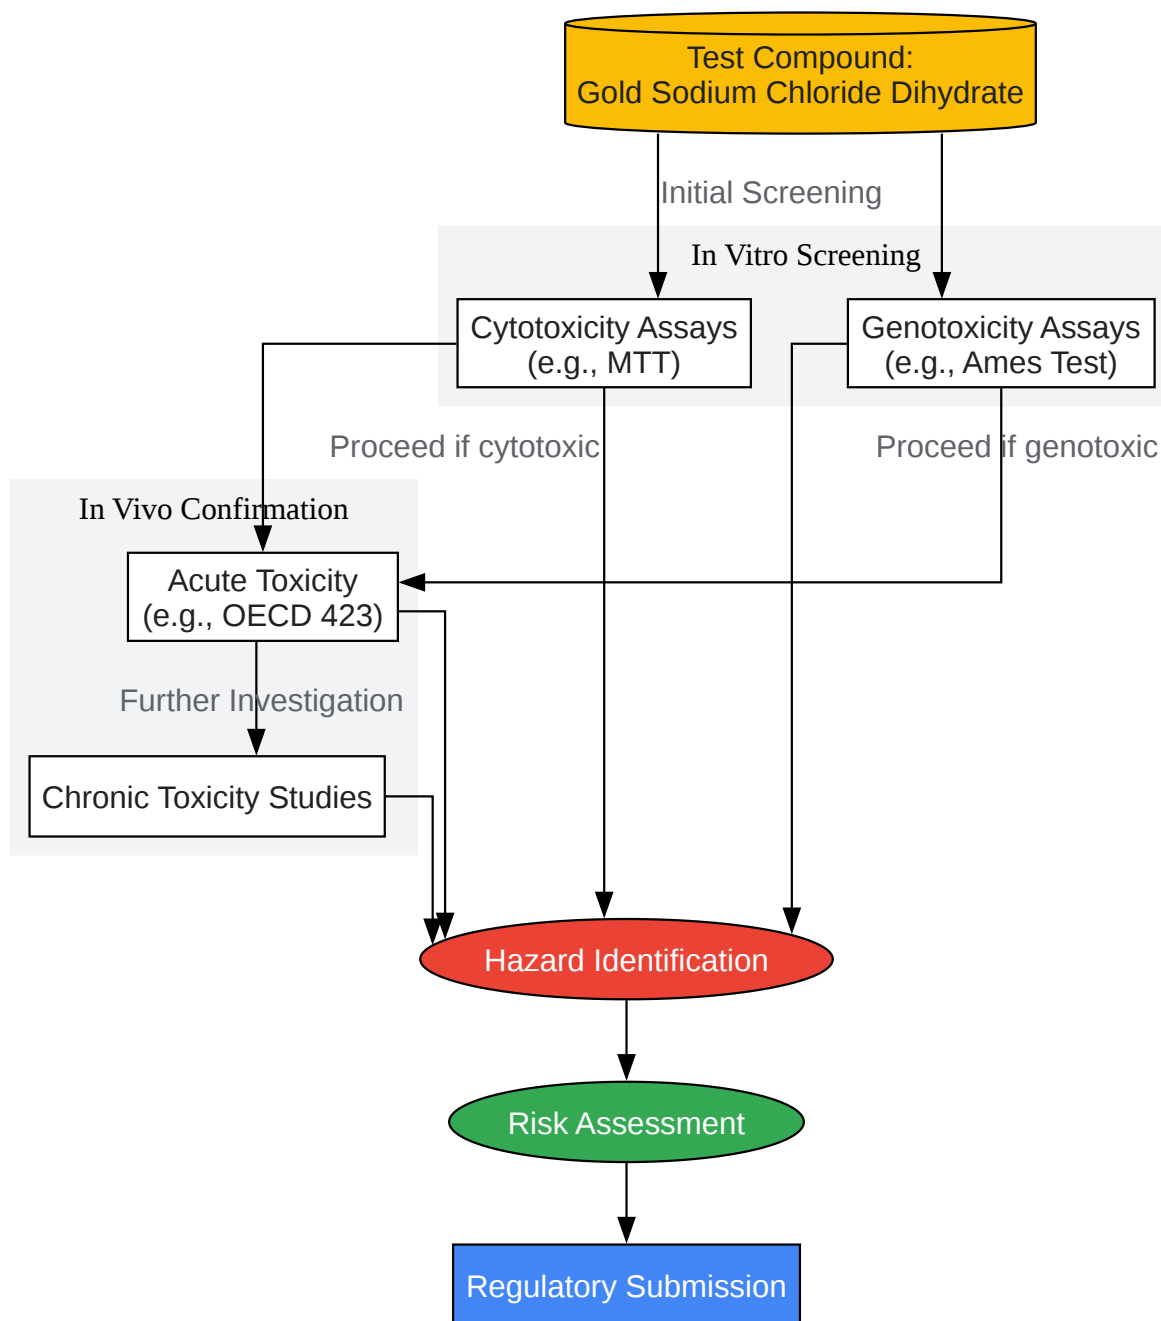 Test Compound:
Gold Sodium Chloride Dihydrate
Initial Screening
In Vitro Screening
Cytotoxicity Assays
(e.g., MTT)
Genotoxicity Assays
(e.g., Ames Test)
Proceed if cytotoxic
Proceed if genotoxic
In Vivo Confirmation
Acute Toxicity
(e.g., OECD 423)
Further Investigation
Chronic Toxicity Studies
Hazard Identification
Risk Assessment
Regulatory Submission